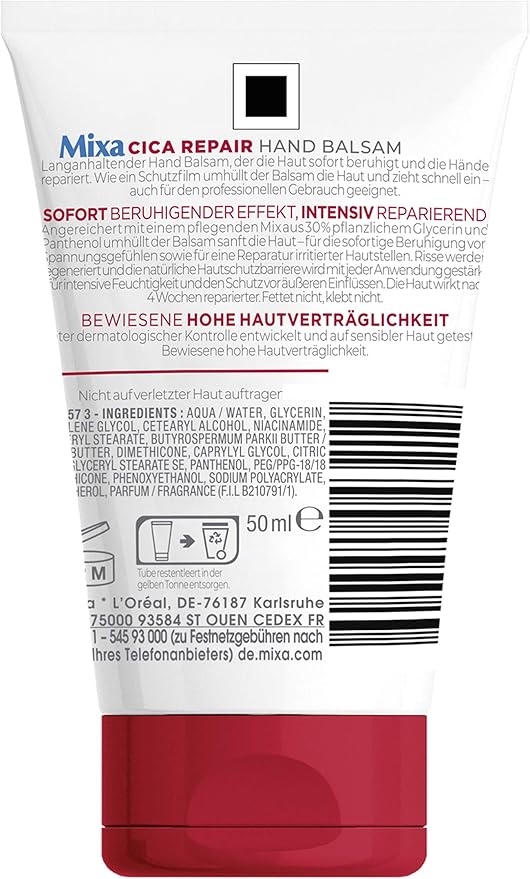 Mixa CICA REPAIR HAND BALSAM
Langanhaltender Hand Balsam, der die Haut sofort beruhigt und die Hände
repariert. Wie ein Schutzfilm umhüllt der Balsam die Haut und zieht schnell ein –
auch für den professionellen Gebrauch geeignet.
SOFORT BERUHIGENDER EFFEKT, INTENSIV REPARIEREND
Angereichert mit einem pflegenden Mix aus 30% pflanzlichem Glycerin und
Panthenol umhüllt der Balsam sanft die Haut – für die sofortige Beruhigung von
Spannungsgefühlen sowie für eine Reparatur irritierter Hautstellen. Risse werden
regeneriert und die natürliche Hautschutzbarriere wird mit jeder Anwendung gestärk
für intensive Feuchtigkeit und den Schutz vor äußeren Einflüssen. Die Haut wirkt nac
4 Wochen reparierter. Fettet nicht, klebt nicht.
BEWIESENE HOHE HAUTVERTRÄGLICHKEIT
ter dermatologischer Kontrolle entwickelt und auf sensibler Haut getest
Bewiesene hohe Hautverträglichkeit.
Nicht auf verletzter Haut auftrager
57 3 - INGREDIENTS : AQUA / WATER, GLYCERIN,
LENE GLYCOL, CETEARYL ALCOHOL, NIACINAMIDE,
RYL STEARATE, BUTYROSPERMUM PARKII BUTTER /
BUTTER, DIMETHICONE, CAPRYLYL GLYCOL, CITRIC
GLYCERYL STEARATE SE, PANTHENOL, PEG/PPG-18/18
HICONE, PHENOXYETHANOL, SODIUM POLYACRYLATE,
HEROL, PARFUM / FRAGRANCE (F.I.L B210791/1).
50 ml e
M
Tube restentleert in der
gelben Tonne entsorgen.
a * L'Oréal, DE-76187 Karlsruhe
75000 93584 ST OUEN CEDEX FR
1 – 545 93 000 (zu Festnetzgebühren nach
Ihres Telefonanbieters) de.mixa.com